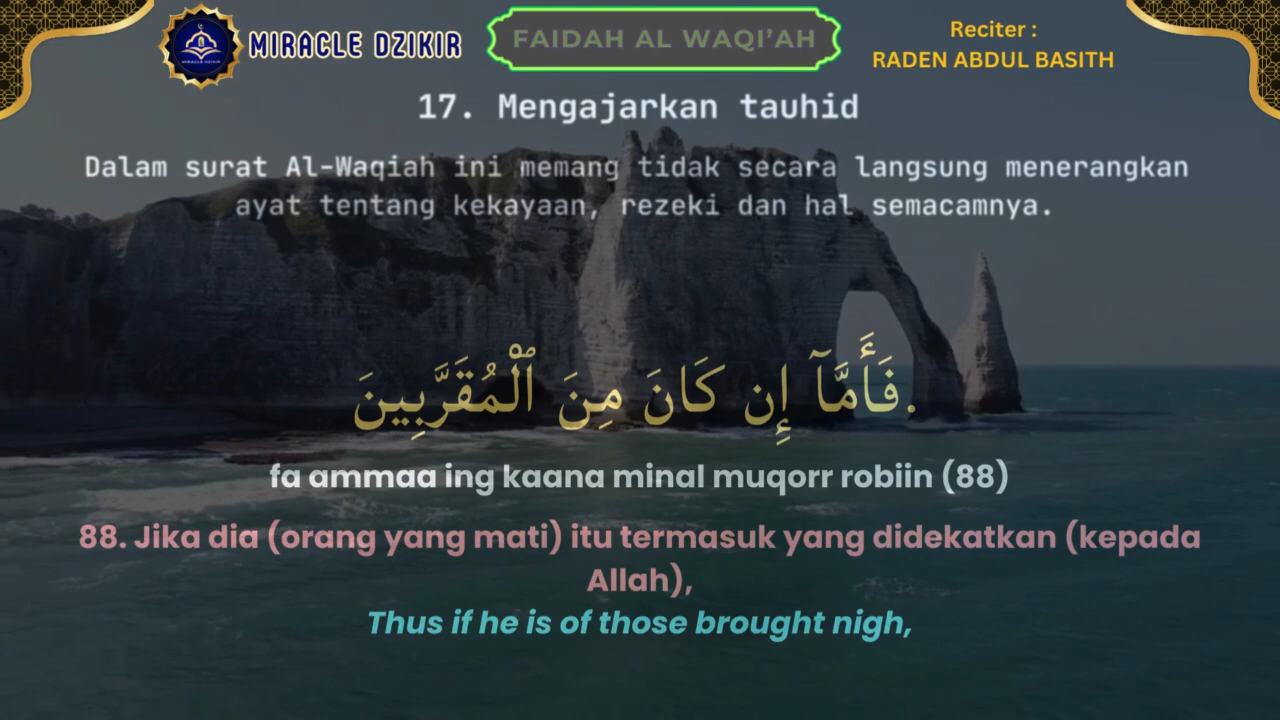 MIRACLE DZIKIR
FAIDAH AL WAQI’AH
Reciter :
RADEN ABDUL BASITH
17. Mengajarkan tauhid
Dalam surat Al-Waqiah ini memang tidak secara langsung menerangkan
ayat tentang kekayaan, rezeki dan hal semacamnya.
.فَأَمَّآ إِن كَانَ مِنَ ٱلْمُقَرَّبِينَ
fa ammaa ing kaana minal muqorr robiin (88)
88. Jika dia (orang yang mati) itu termasuk yang didekatkan (kepada
Allah),
Thus if he is of those brought nigh,